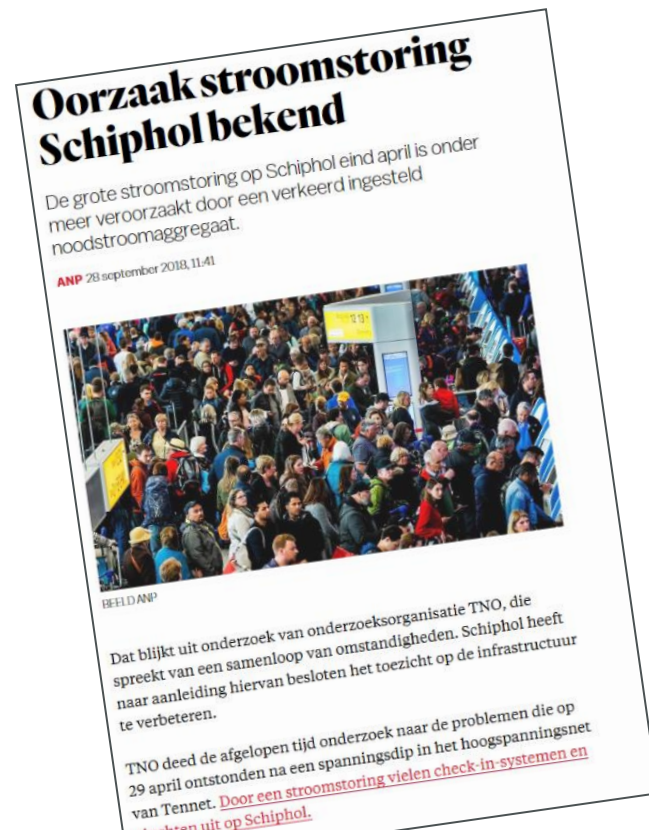 Oorzaak stroomstoring
Schiphol bekend
De grote stroomstoring op Schiphol eind april is onder
meer veroorzaakt door een verkeerd ingesteld
noodstroomaggregaat.
ANP 28 september 2018, 11:41
BEELD ANP
Dat blijkt uit onderzoek van onderzoeksorganisatie TNO, die
spreekt van een samenloop van omstandigheden. Schiphol heeft
naar aanleiding hiervan besloten het toezicht op de infrastructuur
te verbeteren.
TNO deed de afgelopen tijd onderzoek naar de problemen die op
29 april ontstonden na een spanningsdip in het hoogspanningsnet
van Tennet. Door een stroomstoring vielen check-in-systemen en
uit op Schiphol.